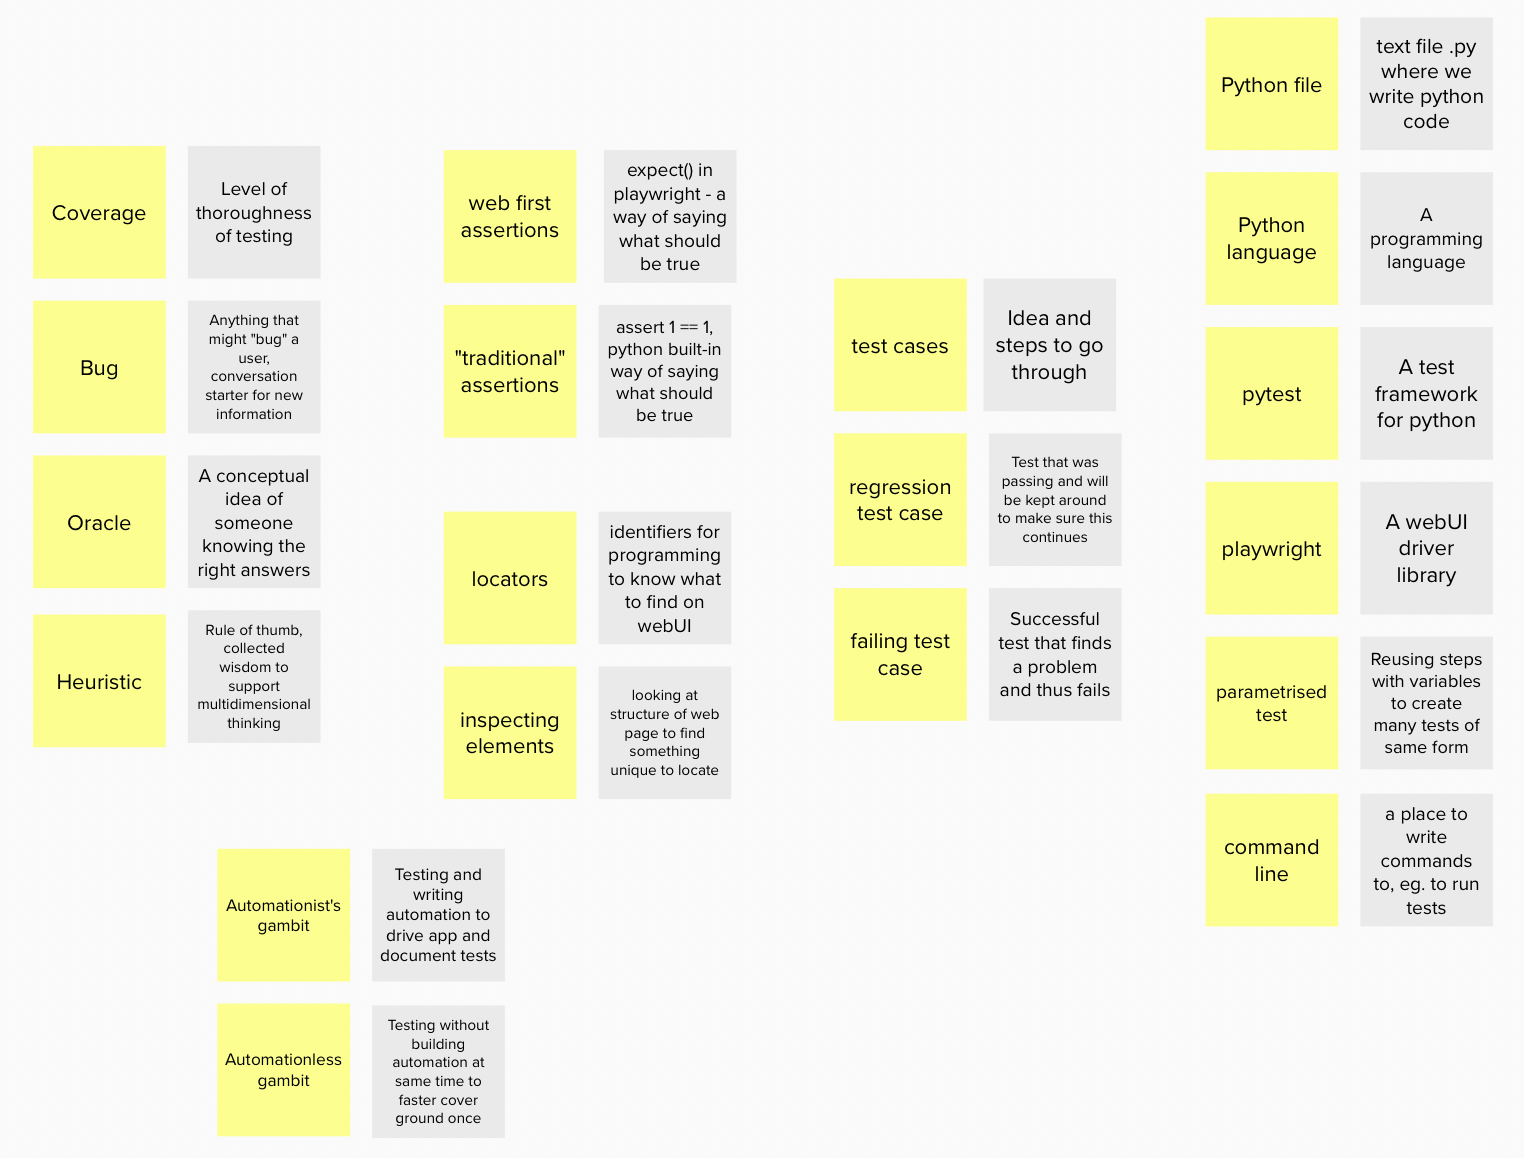 Coverage
Level of
thoroughness
of testing
Bug
Anything that
might "bug" a
user,
conversation
starter for new
information
Oracle
A conceptual
idea of
someone
knowing the
right answers
Heuristic
Rule of thumb,
collected
wisdom to
support
multidimensional
thinking
web first
assertions
expect() in
playwright - a
way of saying
what should
be true
"traditional"
assertions
assert 1 == 1,
python built-in
way of saying
what should
be true
locators
identifiers for
programming
to know what
to find on
webUI
inspecting
elements
looking at
structure of web
page to find
something
unique to locate
Automationist's
gambit
Testing and
writing
automation to
drive app and
document tests
Automationless
gambit
Testing without
building
automation at
same time to
faster cover
ground once
test cases
Idea and
steps to go
through
regression
test case
Test that was
passing and will
be kept around
to make sure this
continues
failing test
case
Successful
test that finds
a problem
and thus fails
Python file
text file .py
where we
write python
code
Python
language
A
programming
language
pytest
A test
framework
for python
playwright
A webUI
driver
library
parametrised
test
Reusing steps
with variables
to create
many tests of
same form
command
line
a place to
write
commands
to, eg. to run
tests